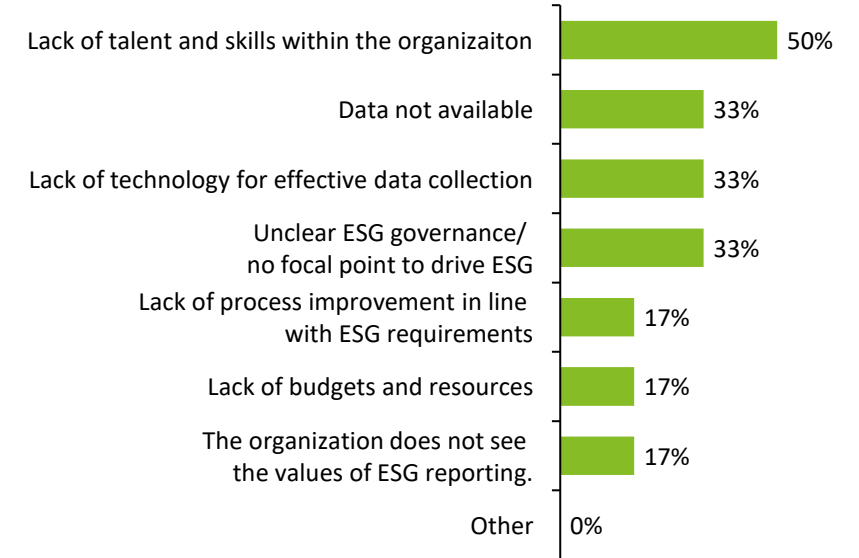 Lack of talent and skills within the organizaiton 50%
Data not available 33%
Lack of technology for effective data collection 33%
Unclear ESG governance/
no focal point to drive ESG 33%
Lack of process improvement in line
with ESG requirements 17%
Lack of budgets and resources 17%
The organization does not see
the values of ESG reporting. 17%
Other 0%